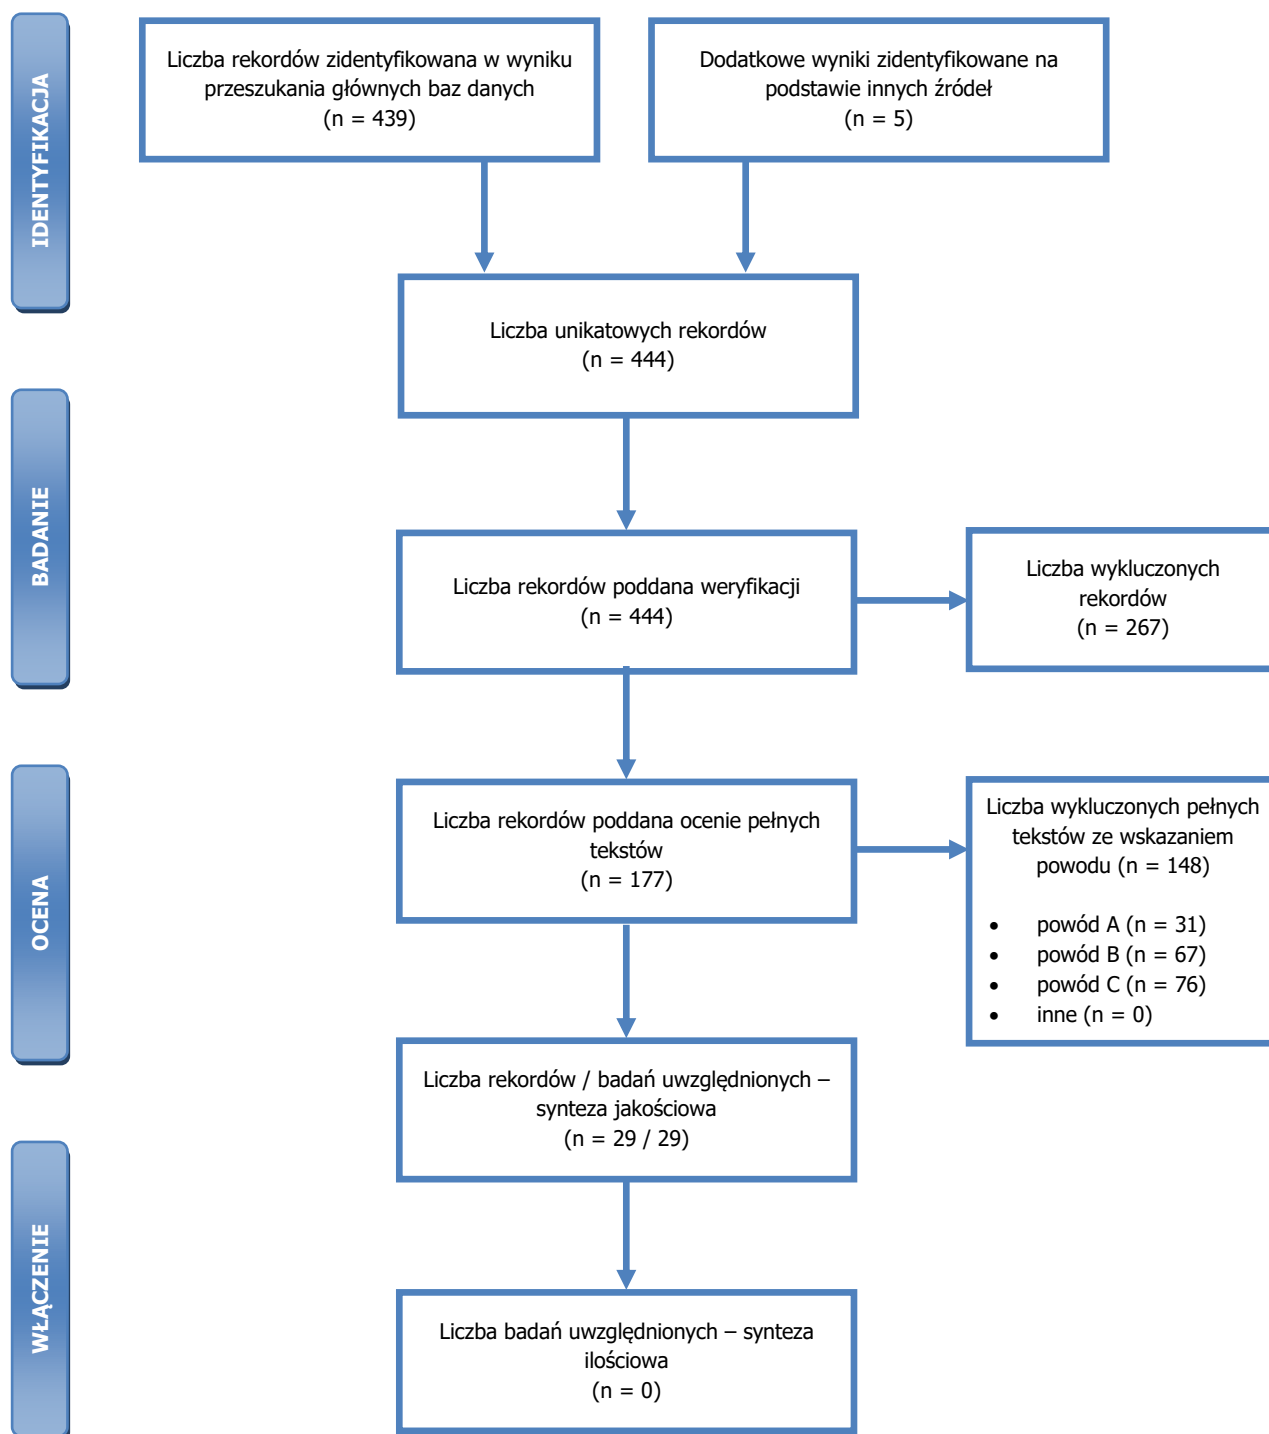 IDENTYFIKACJA
Liczba rekordów zidentyfikowana w wyniku
przeszukania głównych baz danych
(n = 439)
Dodatkowe wyniki zidentyfikowane na
podstawie innych źródeł
(n = 5)
Liczba unikatowych rekordów
(n = 444)
BADANIE
Liczba rekordów poddana weryfikacji
(n = 444)
Liczba wykluczonych
rekordów
(n = 267)
OCENA
Liczba rekordów poddana ocenie pełnych
tekstów
(n = 177)
Liczba wykluczonych pełnych
tekstów ze wskazaniem
powodu (n = 148)
• powód A (n = 31)
• powód B (n = 67)
• powód C (n = 76)
• inne (n = 0)
Liczba rekordów / badań uwzględnionych –
synteza jakościowa
(n = 29 / 29)
WŁĄCZENIE
Liczba badań uwzględnionych – synteza
ilościowa
(n = 0)